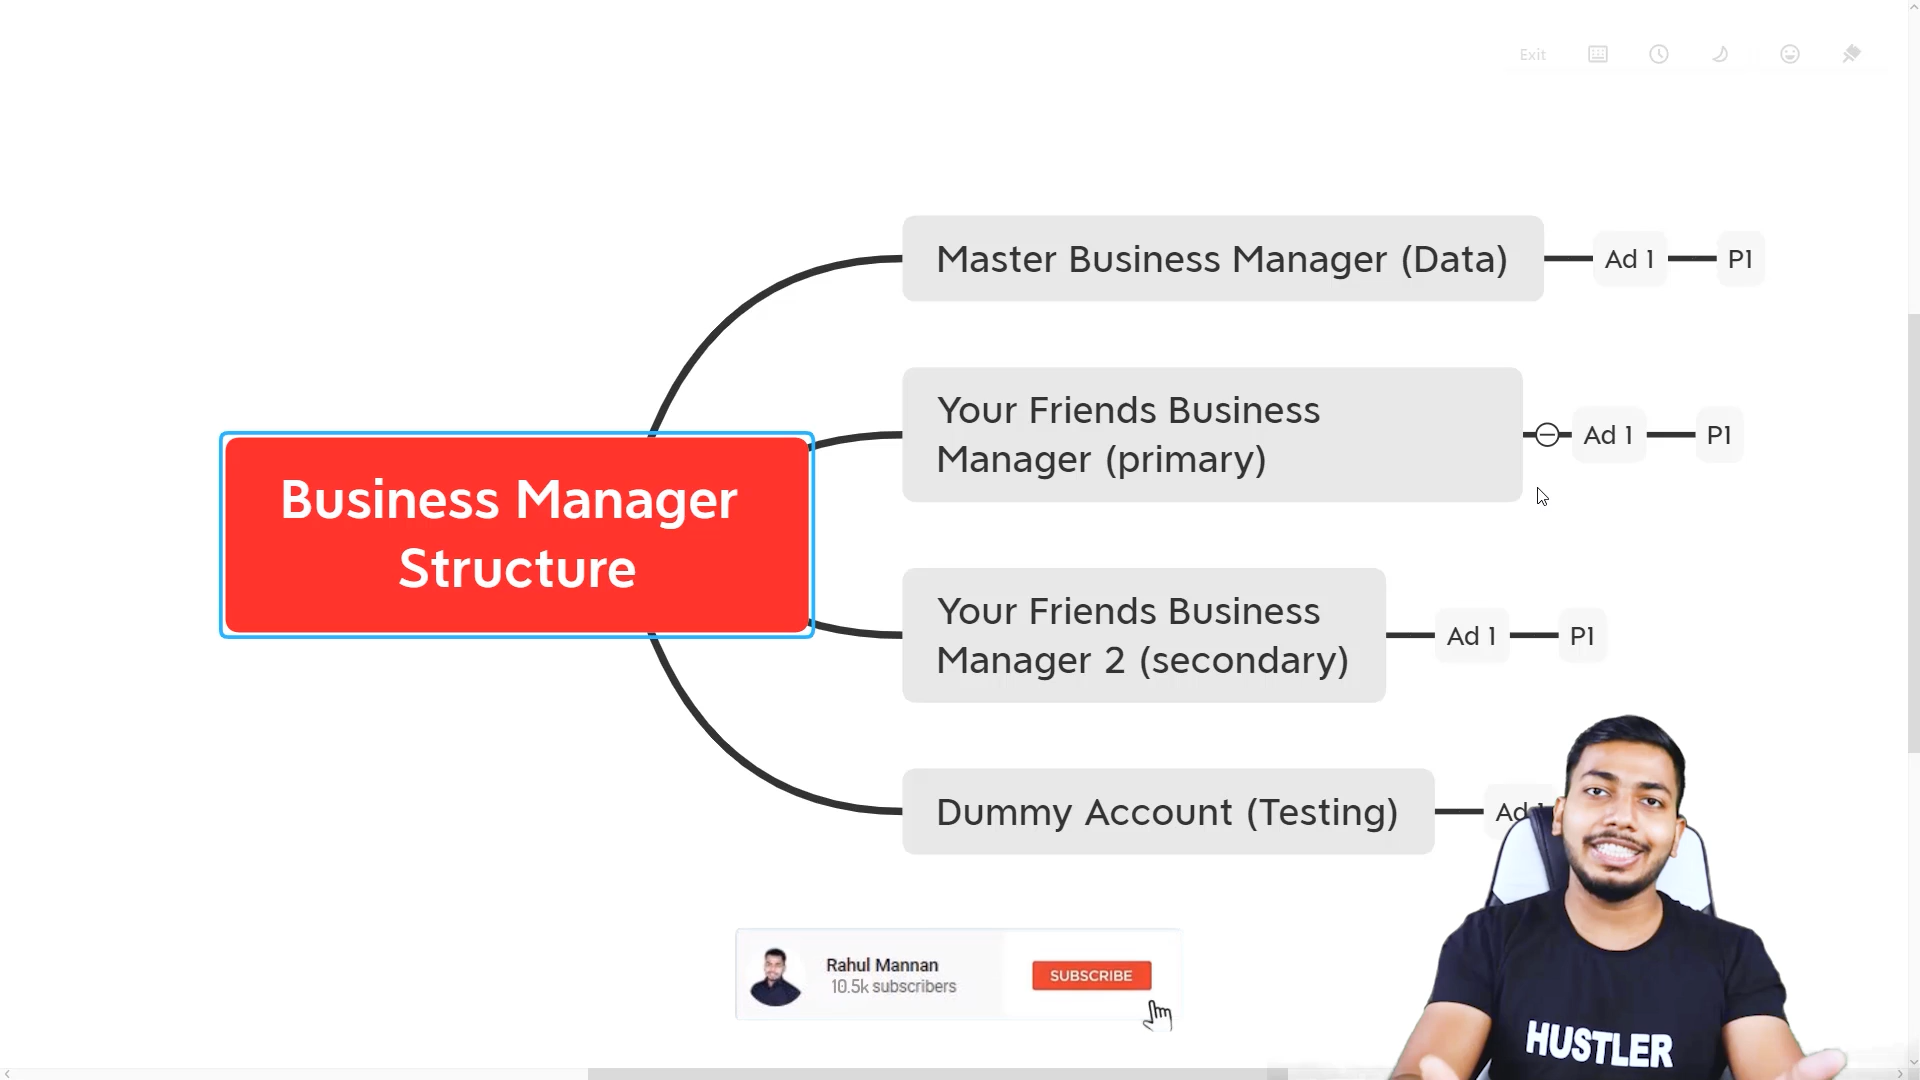 Exit
Master Business Manager (Data)
Ad 1
P1
Your Friends Business
Manager (primary)
Ad 1
P1
Business Manager
Structure
Your Friends Business
Manager 2 (secondary)
Ad 1
P1
Dummy Account (Testing)
Ad 1
Rahul Mannan
10.5k subscribers
SUBSCRIBE
HUSTLER